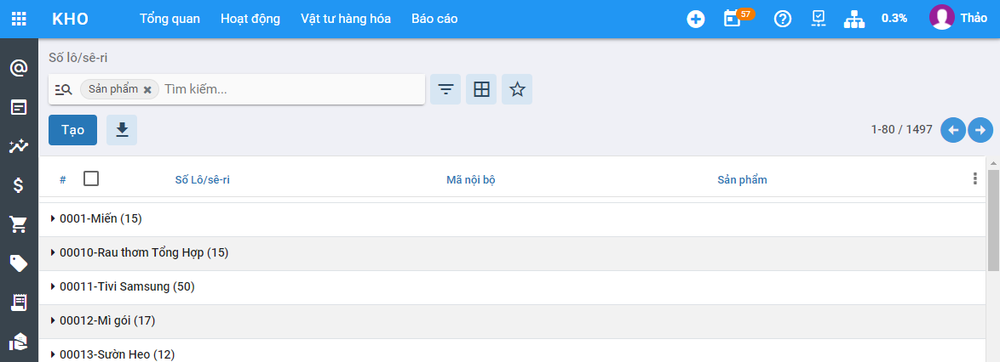 KHO Tổng quan Hoạt động Vật tư hàng hóa Báo cáo 57 0.3% Thảo
Số lô/sê-ri
Sản phẩm Tìm kiếm...
Tạo 1-80 / 1497
# Số Lô/sê-ri Mã nội bộ Sản phẩm
0001-Miến (15)
00010-Rau thơm Tổng Hợp (15)
00011-Tivi Samsung (50)
00012-Mì gói (17)
00013-Sườn Heo (12)